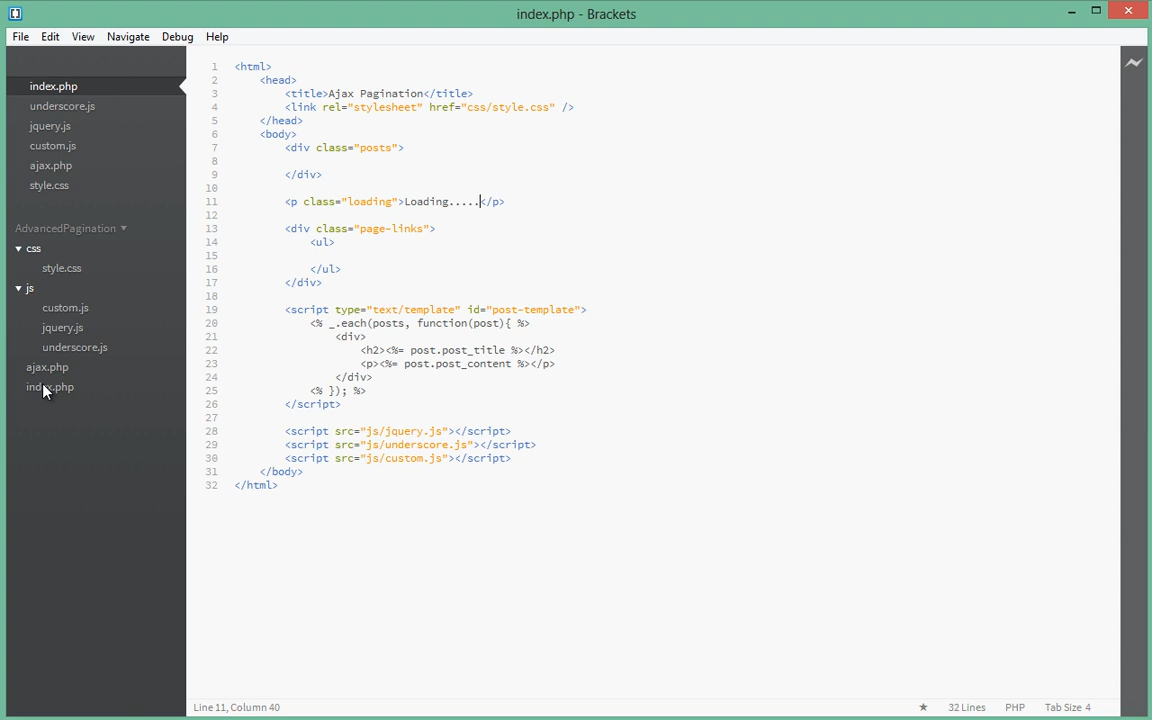 index.php - Brackets
File Edit View Navigate Debug Help
index.php
underscore.js
jquery.js
custom.js
ajax.php
style.css
AdvancedPagination
css
style.css
js
custom.js
jquery.js
underscore.js
ajax.php
index.php
1 <html>
2 <head>
3 <title>Ajax Pagination</title>
4 <link rel="stylesheet" href="css/style.css" />
5 </head>
6 <body>
7 <div class="posts">
8
9 </div>
10
11 <p class="loading">Loading.....</p>
12
13 <div class="page-links">
14 <ul>
15
16 </ul>
17 </div>
18
19 <script type="text/template" id="post-template">
20 <% _.each(posts, function(post){ %>
21 <div>
22 <h2><%= post.post_title %></h2>
23 <p><%= post.post_content %></p>
24 </div>
25 <% }); %>
26 </script>
27
28 <script src="js/jquery.js"></script>
29 <script src="js/underscore.js"></script>
30 <script src="js/custom.js"></script>
31 </body>
32 </html>
Line 11, Column 40 32 Lines PHP Tab Size 4